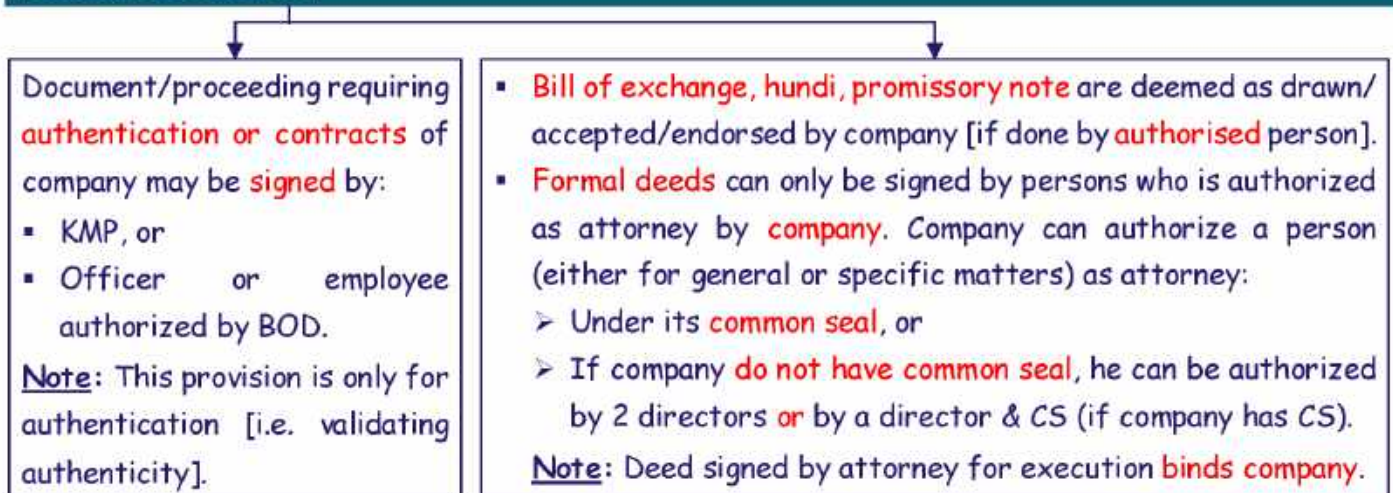 Document/proceeding requiring
authentication or contracts of
company may be signed by:
▪ KMP, or
▪ Officer or employee
authorized by BOD.
Note: This provision is only for
authentication [i.e. validating
authenticity].
▪ Bill of exchange, hundi, promissory note are deemed as drawn/
accepted/endorsed by company [if done by authorised person].
▪ Formal deeds can only be signed by persons who is authorized
as attorney by company. Company can authorize a person
(either for general or specific matters) as attorney:
➢ Under its common seal, or
➢ If company do not have common seal, he can be authorized
by 2 directors or by a director & CS (if company has CS).
Note: Deed signed by attorney for execution binds company.